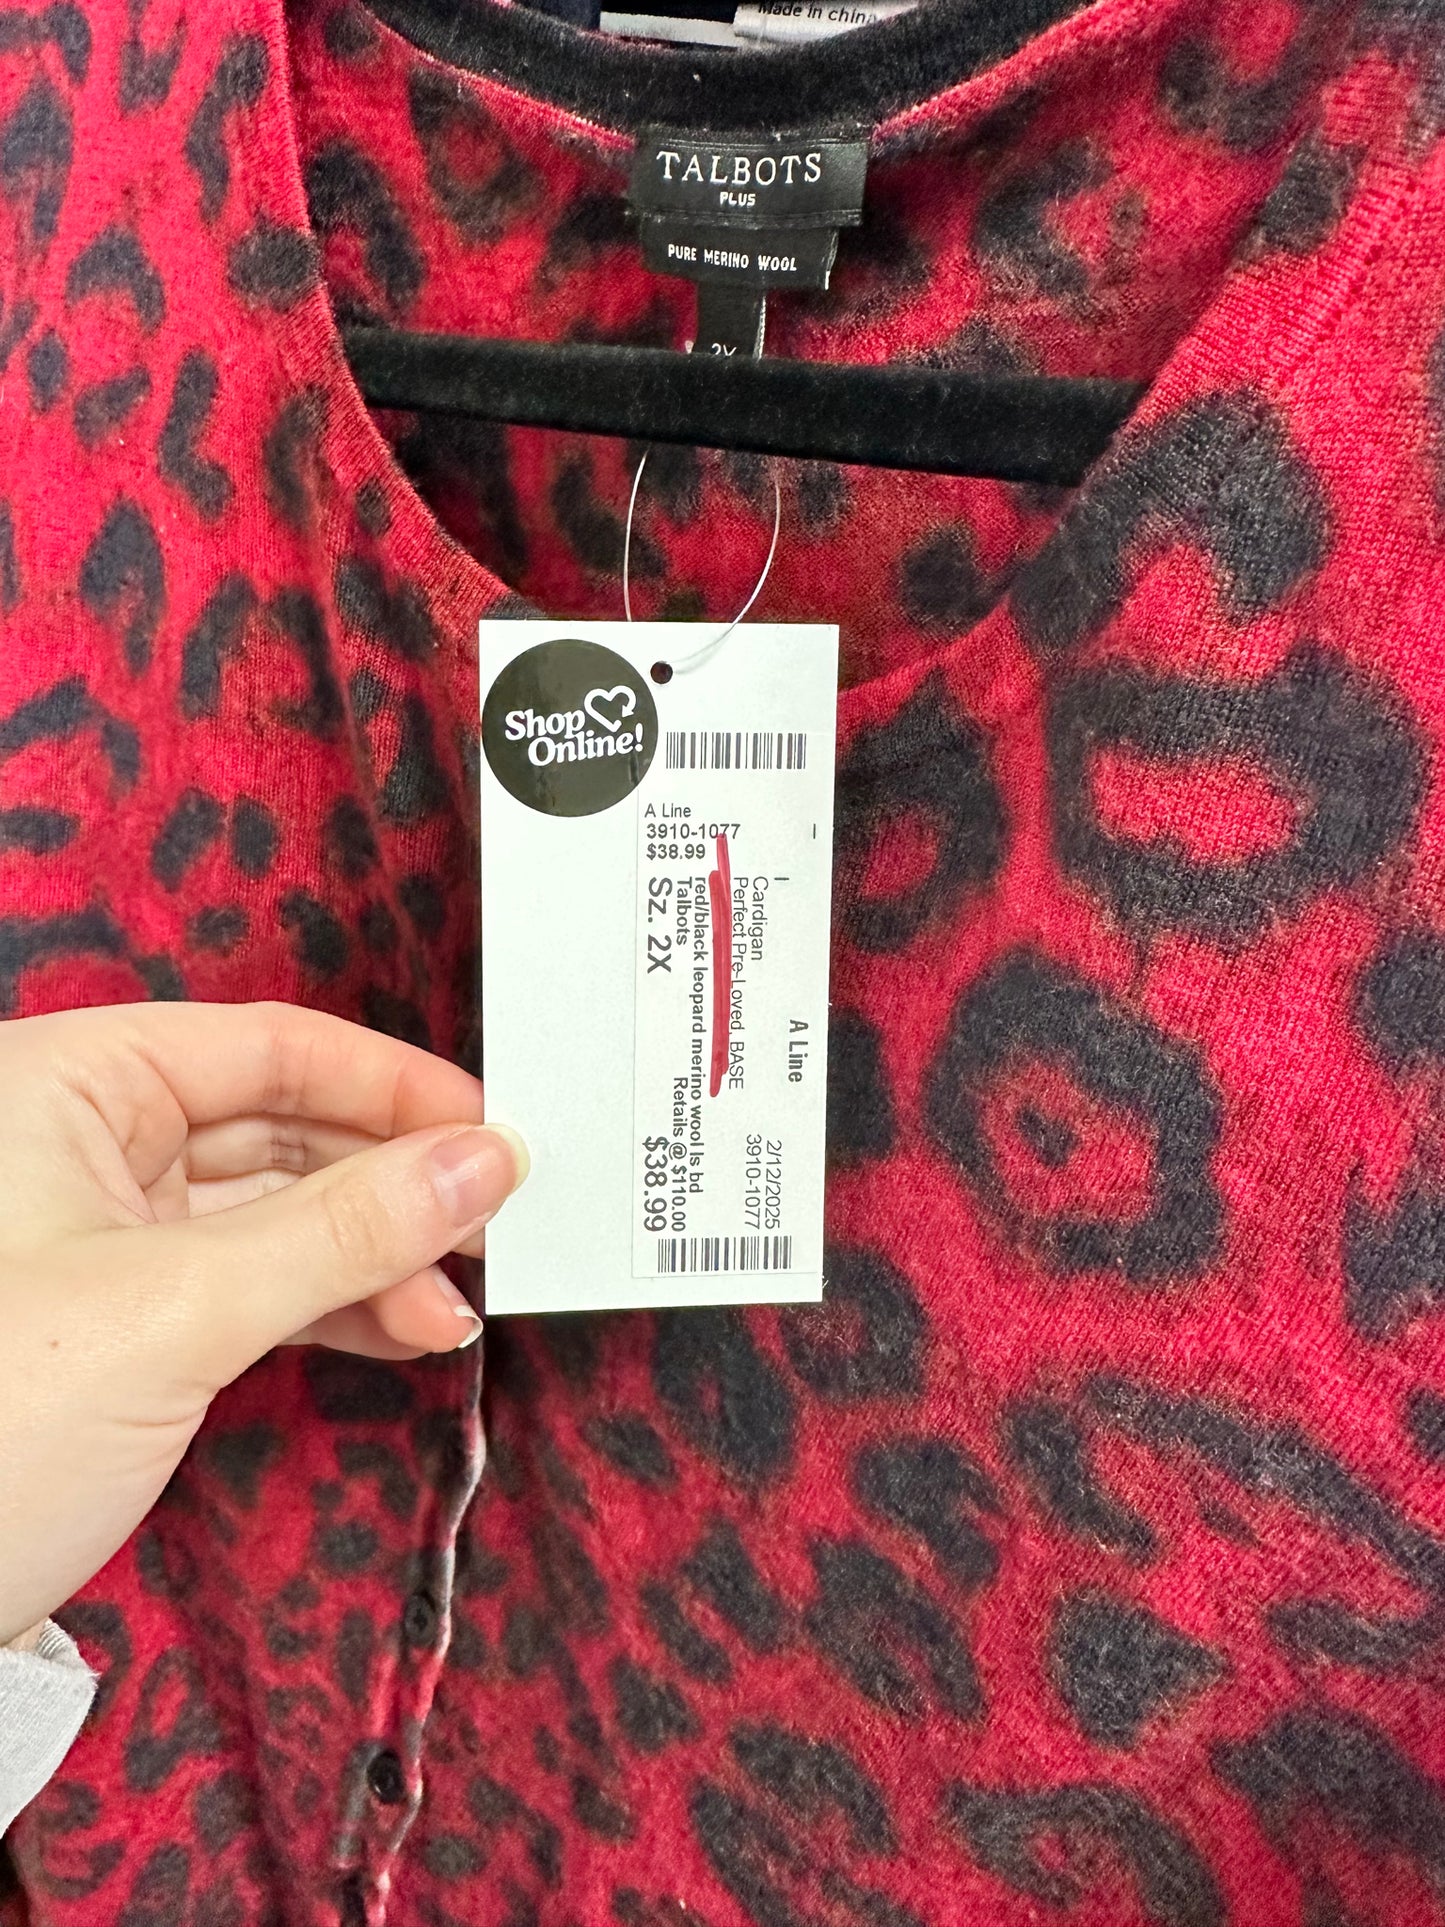 Made in china
TALBOTS
PLUS
PURE MERINO WOOL
2X
Shop
Online!
A Line
3910-1077
$38.99
I
A Line
2/12/2025
3910-1077
I
Cardigan
Perfect Pre-Loved, BASE
red/black leopard merino wool ls bd
Talbots
Retails @ $110.00
Sz. 2X
$38.99